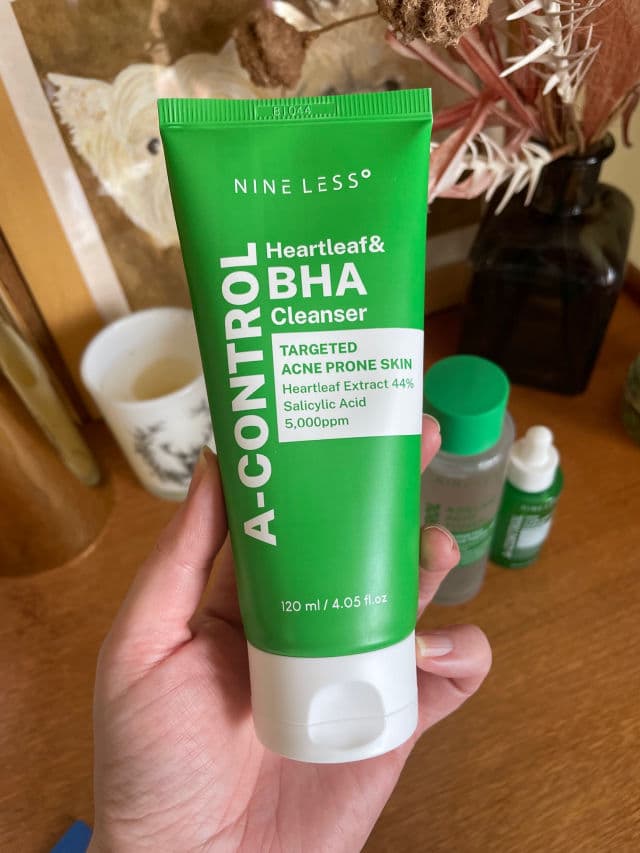 B1044
NINE LESS°
A-CONTROL
Heartleaf&
BHA
Cleanser
TARGETED
ACNE PRONE SKIN
Heartleaf Extract 44%
Salicylic Acid
5,000ppm
120 ml / 4.05 fl.oz